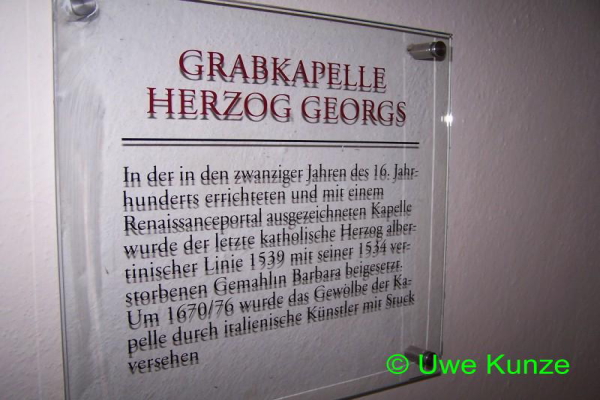 GRABKAPELLE
HERZOG GEORGS
In der in den zwanziger Jahren des 16. Jahr-
hunderts errichteten und mit einem
Renaissanceportal ausgezeichneten Kapelle
wurde der letzte katholische Herzog alber-
tinischer Linie 1539 mit seiner 1534 ver-
storbenen Gemahlin Barbara beigesetzt.
Um 1670/76 wurde das Gewölbe der Ka-
pelle durch italienische Künstler mit Stuck
versehen
© Uwe Kunze